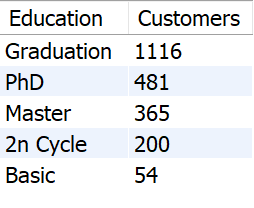 Education Customers
Graduation 1116
PhD 481
Master 365
2n Cycle 200
Basic 54